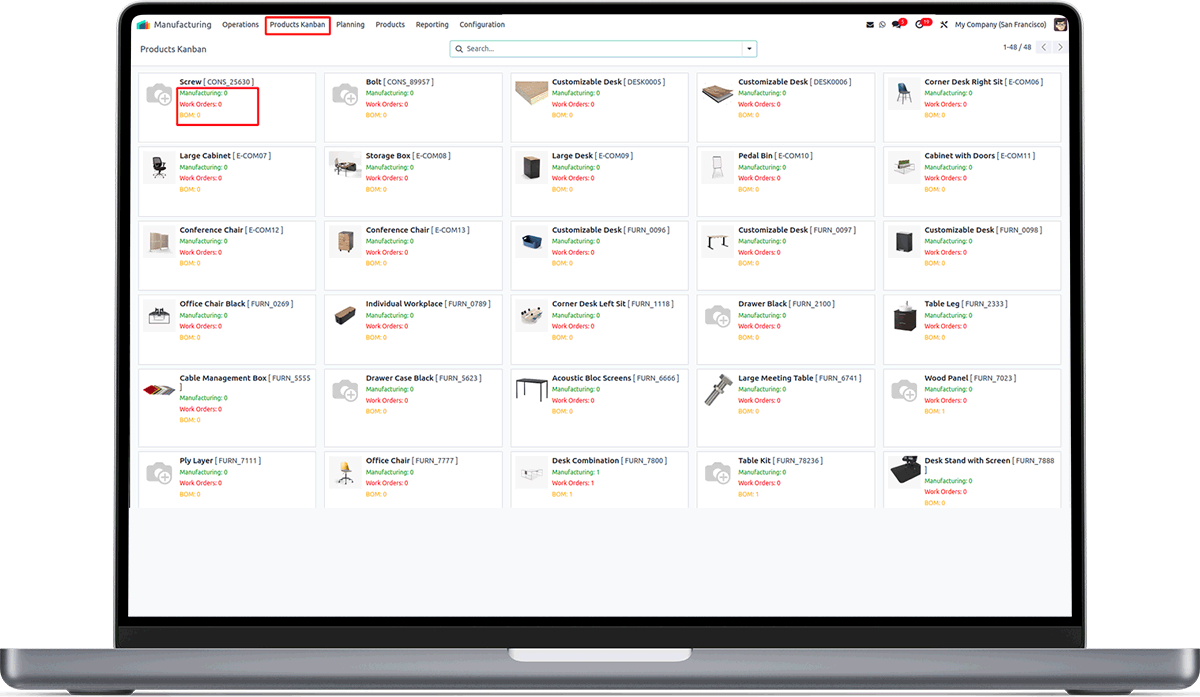 Manufacturing Operations Products Kanban Planning Products Reporting Configuration 5 19 My Company (San Francisco)
Products Kanban Search... 1-48 / 48
Screw [ CONS_25630 ]
Manufacturing: 0
Work Orders: 0
BOM: 0
Bolt [ CONS_89957 ]
Manufacturing: 0
Work Orders: 0
BOM: 0
Customizable Desk [ DESK0005 ]
Manufacturing: 0
Work Orders: 0
BOM: 0
Customizable Desk [ DESK0006 ]
Manufacturing: 0
Work Orders: 0
BOM: 0
Corner Desk Right Sit [ E-COM06 ]
Manufacturing: 0
Work Orders: 0
BOM: 0
Large Cabinet [ E-COM07 ]
Manufacturing: 0
Work Orders: 0
BOM: 0
Storage Box [ E-COM08 ]
Manufacturing: 0
Work Orders: 0
BOM: 0
Large Desk [ E-COM09 ]
Manufacturing: 0
Work Orders: 0
BOM: 0
Pedal Bin [ E-COM10 ]
Manufacturing: 0
Work Orders: 0
BOM: 0
Cabinet with Doors [ E-COM11 ]
Manufacturing: 0
Work Orders: 0
BOM: 0
Conference Chair [ E-COM12 ]
Manufacturing: 0
Work Orders: 0
BOM: 0
Conference Chair [ E-COM13 ]
Manufacturing: 0
Work Orders: 0
BOM: 0
Customizable Desk [ FURN_0096 ]
Manufacturing: 0
Work Orders: 0
BOM: 0
Customizable Desk [ FURN_0097 ]
Manufacturing: 0
Work Orders: 0
BOM: 0
Customizable Desk [ FURN_0098 ]
Manufacturing: 0
Work Orders: 0
BOM: 0
Office Chair Black [ FURN_0269 ]
Manufacturing: 0
Work Orders: 0
BOM: 0
Individual Workplace [ FURN_0789 ]
Manufacturing: 0
Work Orders: 0
BOM: 0
Corner Desk Left Sit [ FURN_1118 ]
Manufacturing: 0
Work Orders: 0
BOM: 0
Drawer Black [ FURN_2100 ]
Manufacturing: 0
Work Orders: 0
BOM: 0
Table Leg [ FURN_2333 ]
Manufacturing: 0
Work Orders: 0
BOM: 0
Cable Management Box [ FURN_5555
]
Manufacturing: 0
Work Orders: 0
BOM: 0
Drawer Case Black [ FURN_5623 ]
Manufacturing: 0
Work Orders: 0
BOM: 0
Acoustic Bloc Screens [ FURN_6666 ]
Manufacturing: 0
Work Orders: 0
BOM: 0
Large Meeting Table [ FURN_6741 ]
Manufacturing: 0
Work Orders: 0
BOM: 0
Wood Panel [ FURN_7023 ]
Manufacturing: 0
Work Orders: 0
BOM: 1
Ply Layer [ FURN_7111 ]
Manufacturing: 0
Work Orders: 0
BOM: 0
Office Chair [ FURN_7777 ]
Manufacturing: 0
Work Orders: 0
BOM: 0
Desk Combination [ FURN_7800 ]
Manufacturing: 1
Work Orders: 1
BOM: 1
Table Kit [ FURN_78236 ]
Manufacturing: 0
Work Orders: 0
BOM: 1
Desk Stand with Screen [ FURN_7888
]
Manufacturing: 0
Work Orders: 0
BOM: 0